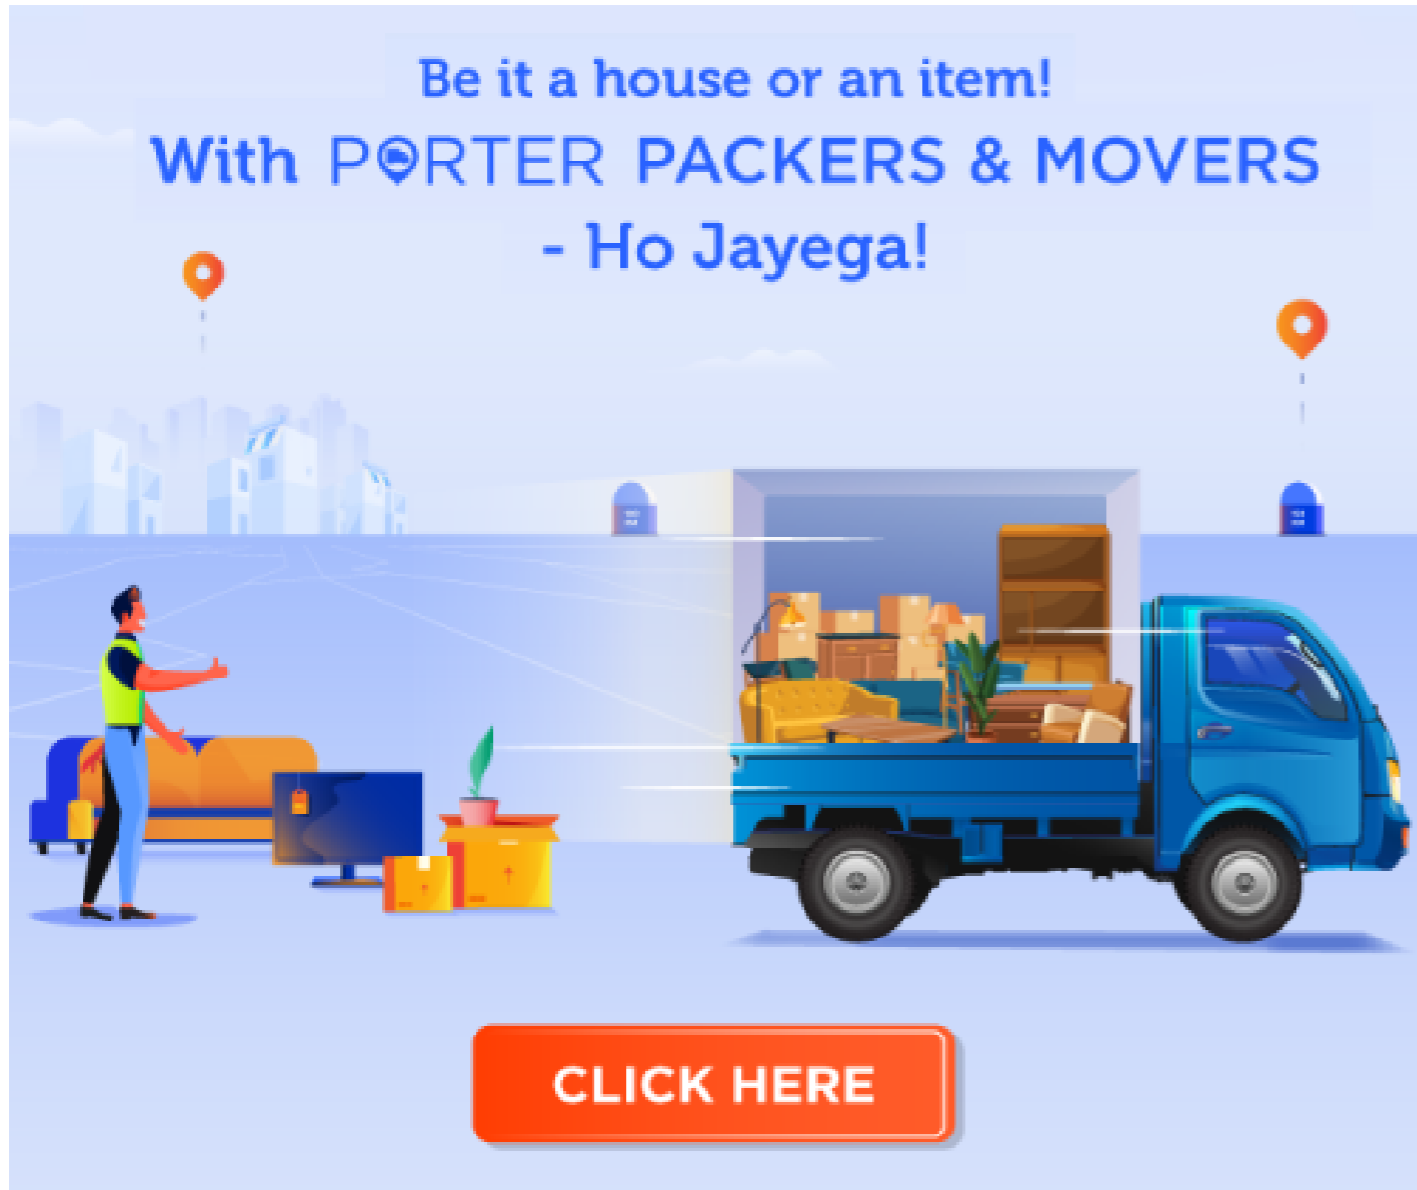 Be it a house or an item!
With PORTER PACKERS & MOVERS
- Ho Jayega!
CLICK HERE